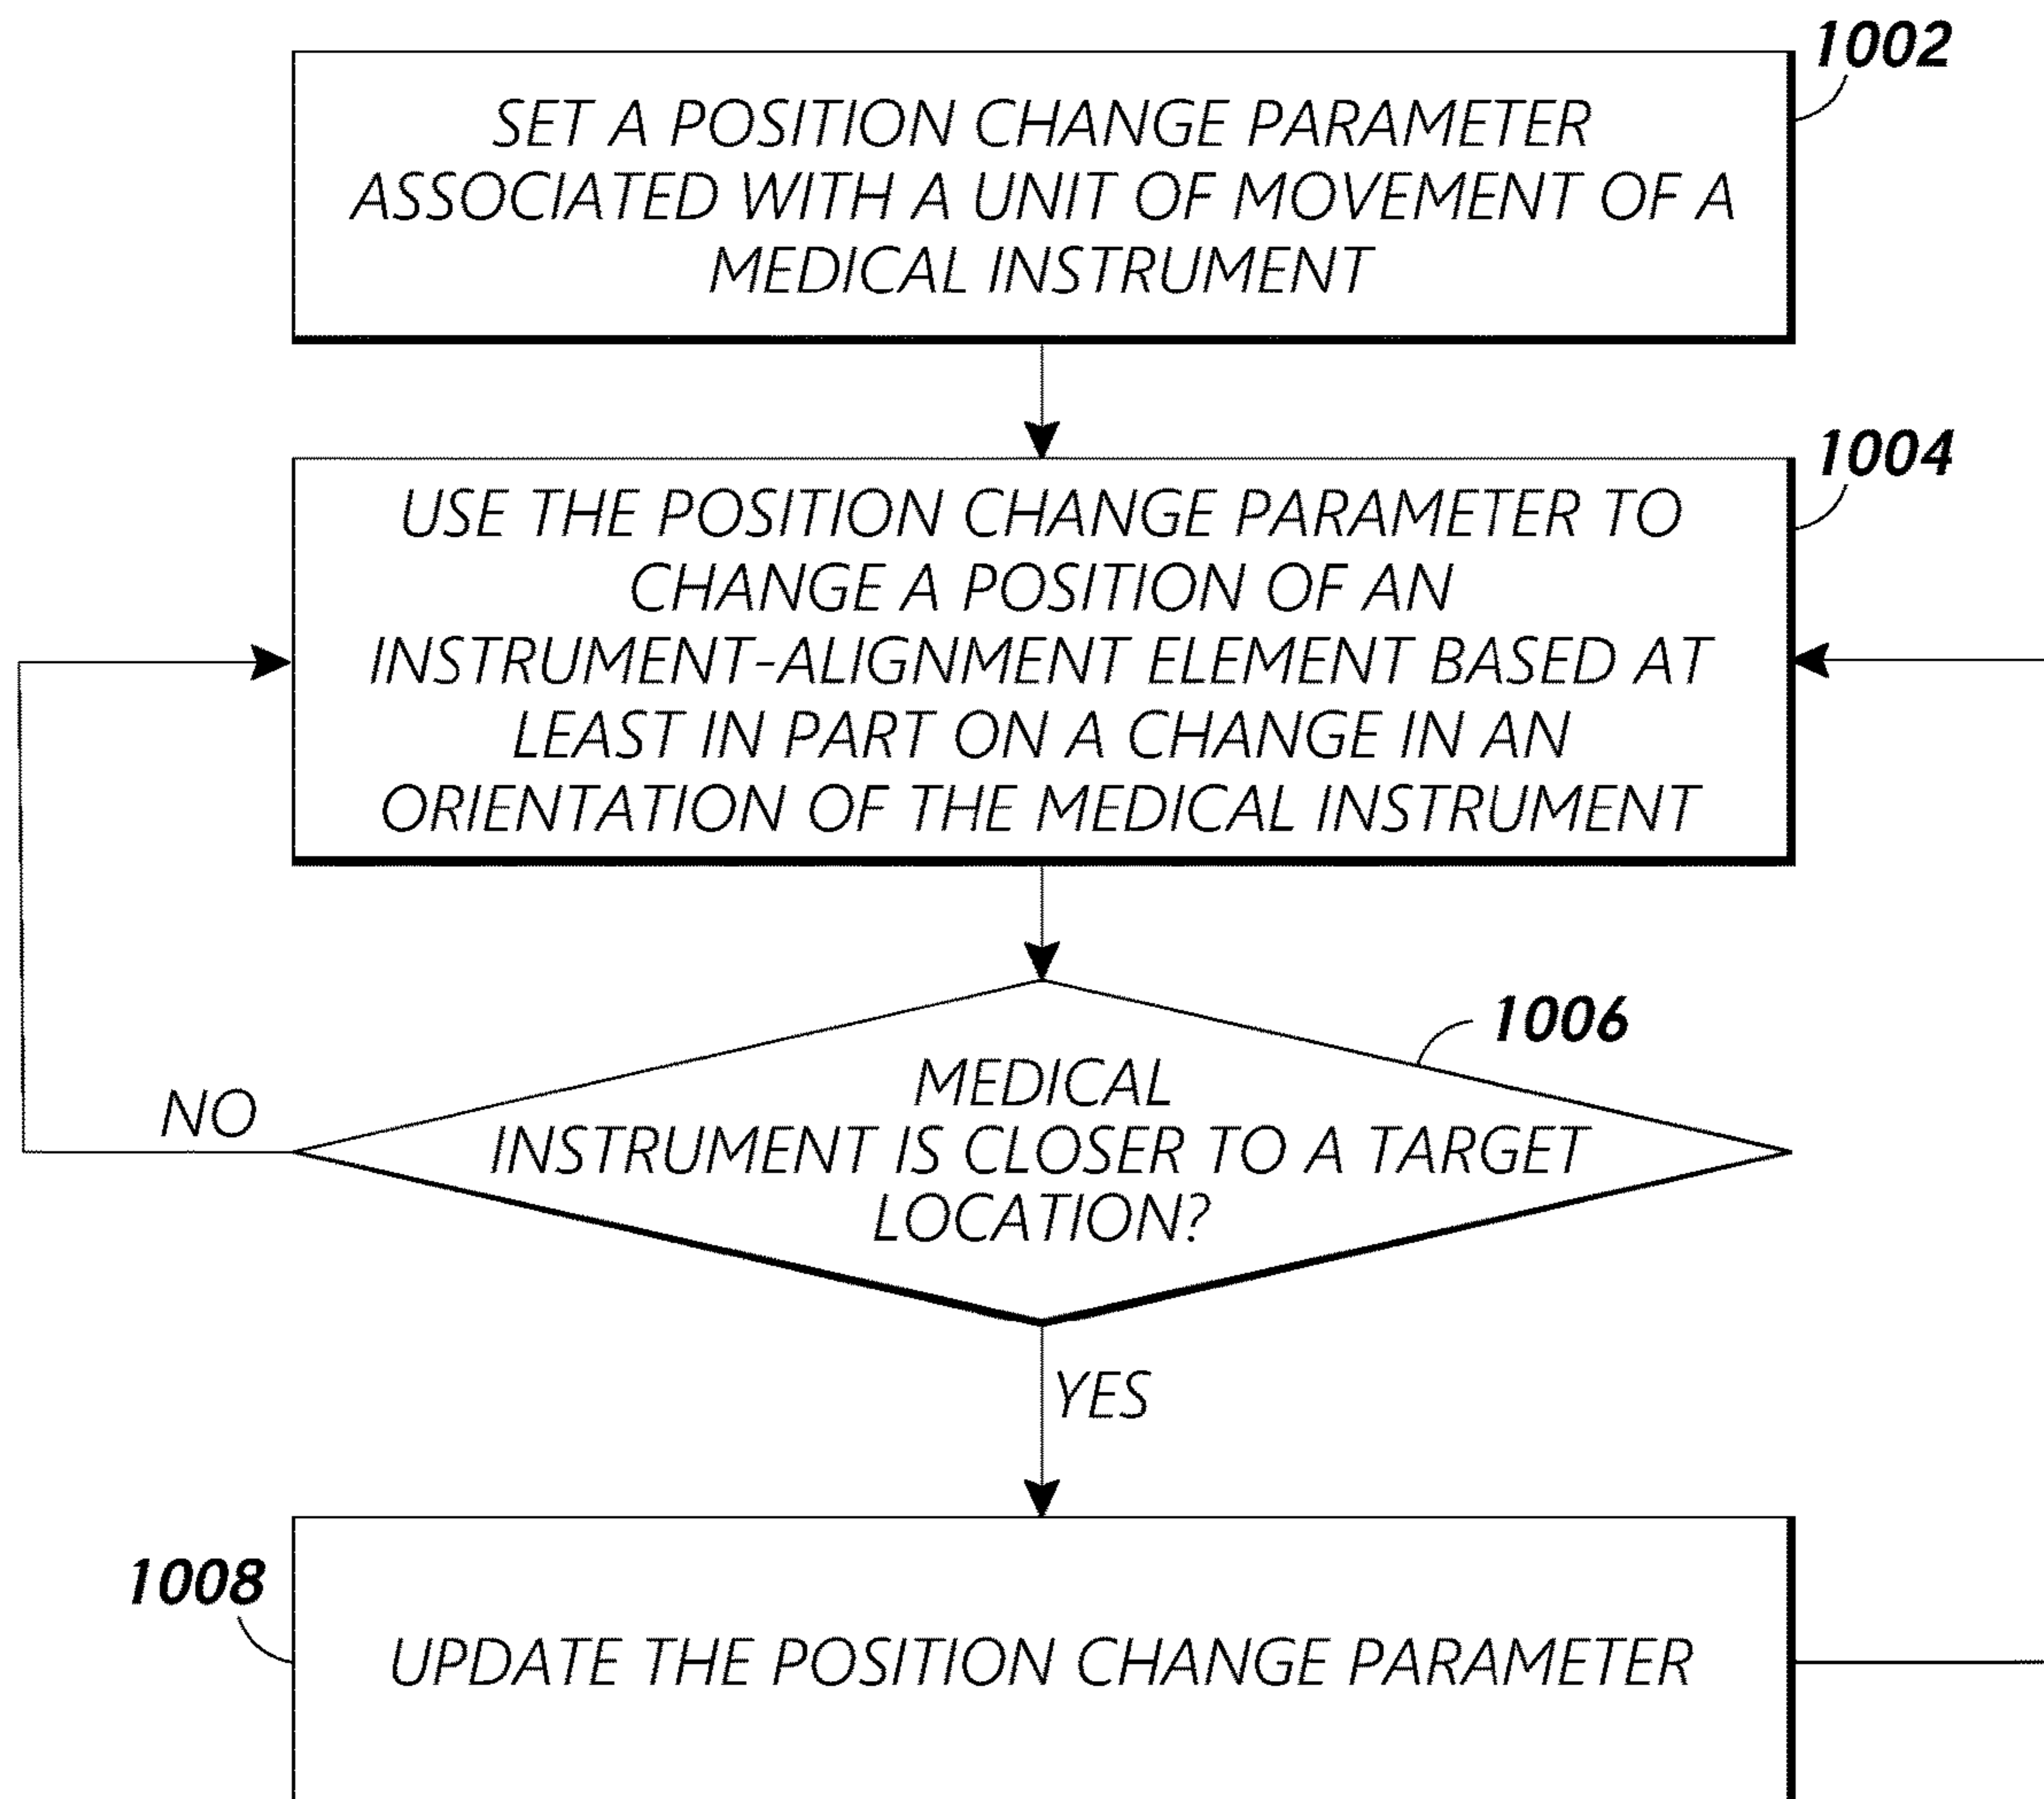 1002
SET A POSITION CHANGE PARAMETER
ASSOCIATED WITH A UNIT OF MOVEMENT OF A
MEDICAL INSTRUMENT
1004
USE THE POSITION CHANGE PARAMETER TO
CHANGE A POSITION OF AN
INSTRUMENT-ALIGNMENT ELEMENT BASED AT
LEAST IN PART ON A CHANGE IN AN
ORIENTATION OF THE MEDICAL INSTRUMENT
1006
MEDICAL
INSTRUMENT IS CLOSER TO A TARGET
LOCATION?
NO
YES
1008
UPDATE THE POSITION CHANGE PARAMETER